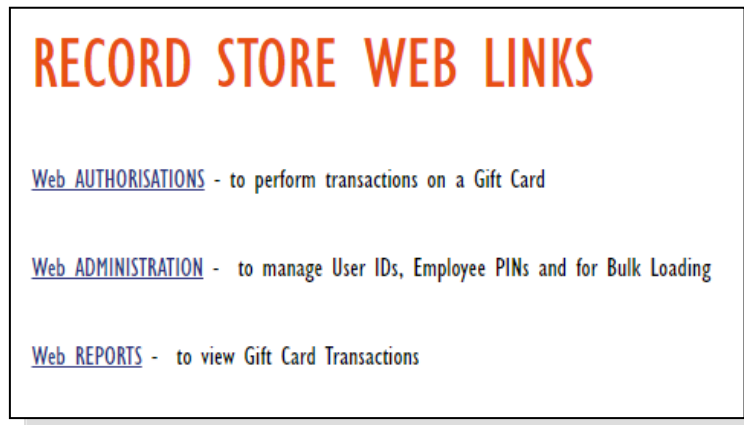 RECORD STORE WEB LINKS
Web AUTHORISATIONS - to perform transactions on a Gift Card
Web ADMINISTRATION - to manage User IDs, Employee PINs and for Bulk Loading
Web REPORTS - to view Gift Card Transactions